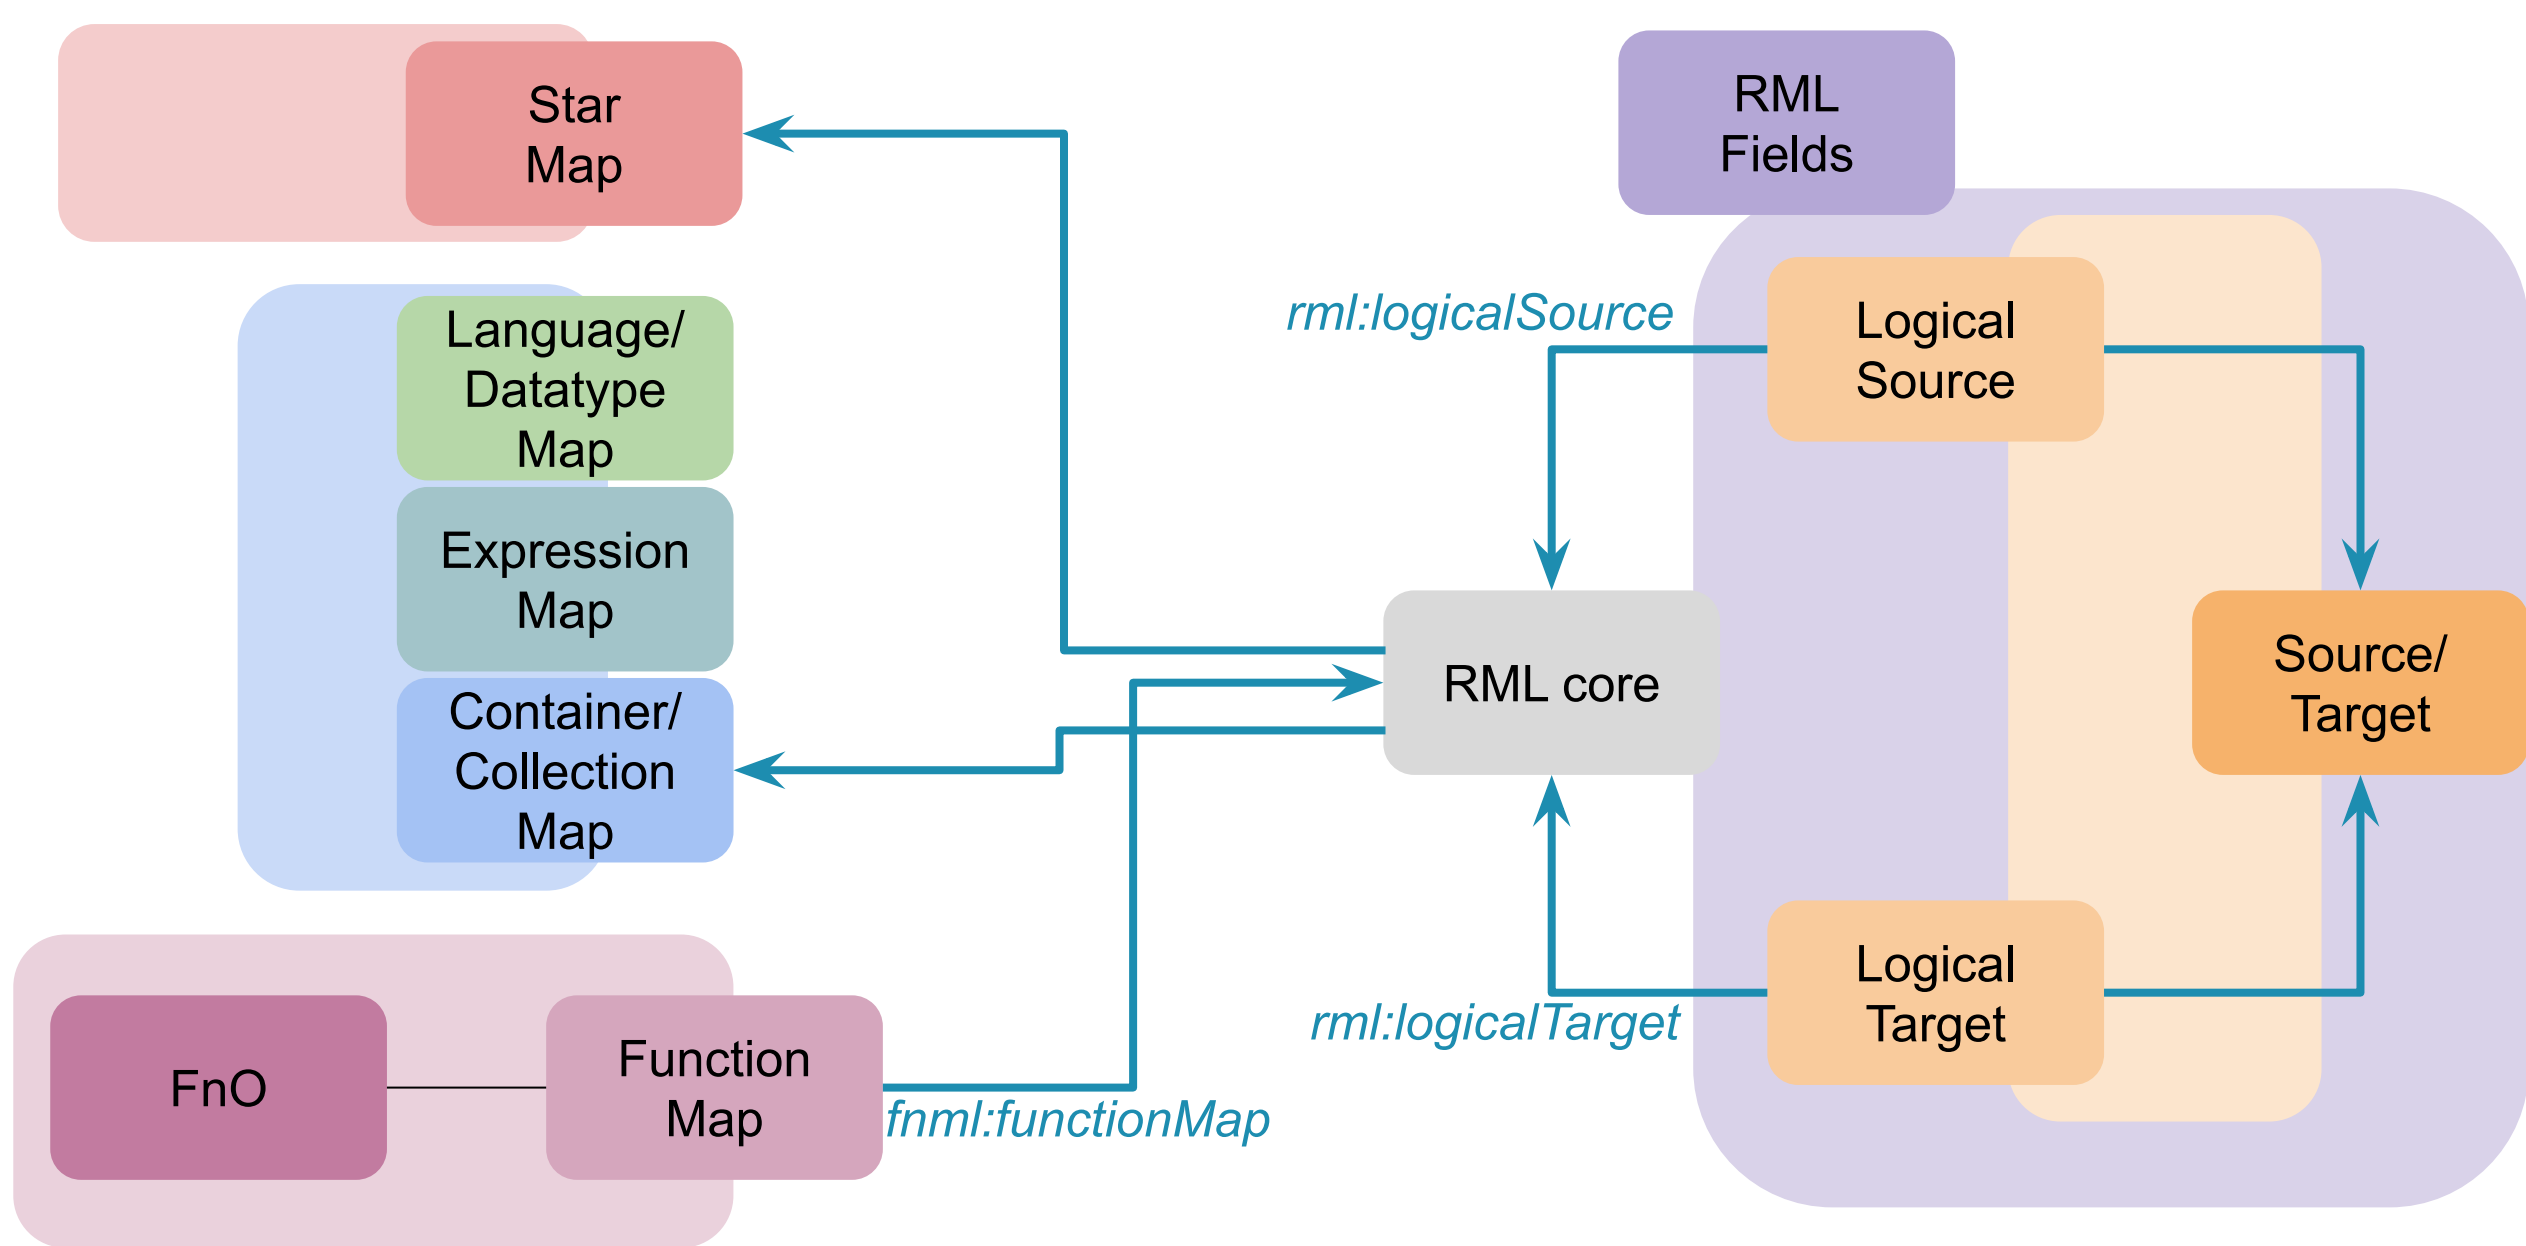 Star
Map
RML
Fields
Language/
Datatype
Map
rml:logicalSource
Logical
Source
Expression
Map
Container/
Collection
Map
RML core
Source/
Target
FnO
Function
Map
fnml:functionMap
rml:logicalTarget
Logical
Target